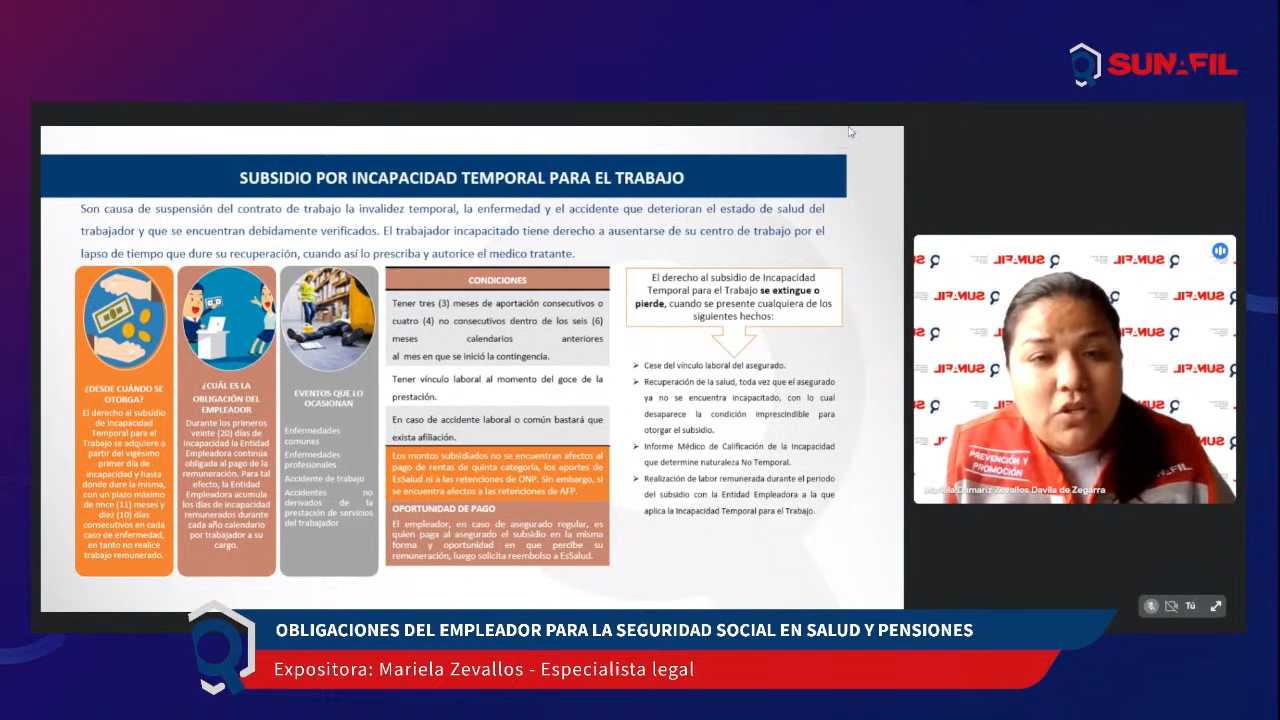 SUNAFIL
SUBSIDIO POR INCAPACIDAD TEMPORAL PARA EL TRABAJO
Son causa de suspensión del contrato de trabajo la invalidez temporal, la enfermedad y el accidente que deterioran el estado de salud del
trabajador y que se encuentran debidamente verificados. El trabajador incapacitado tiene derecho a ausentarse de su centro de trabajo por el
lapso de tiempo que dure su recuperación, cuando así lo prescriba y autorice el medico tratante.
¿DESDE CUÁNDO SE
OTORGA?
El derecho al subsidio
de Incapacidad
Temporal para el
Trabajo se adquiere a
partir del vigésimo
primer día de
incapacidad y hasta
donde dure la misma,
con un plazo máximo
de once (11) meses y
diez (10) días
consecutivos en cada
caso de enfermedad,
en tanto no realice
trabajo remunerado.
¿CUÁL ES LA
OBLIGACIÓN DEL
EMPLEADOR
Durante los primeros
veinte (20) días de
incapacidad la Entidad
Empleadora continúa
obligada al pago de la
remuneración. Para tal
efecto, la Entidad
Empleadora acumula
los días de incapacidad
remunerados durante
cada año calendario
por trabajador a su
cargo.
EVENTOS QUE LO
OCASIONAN
Enfermedades
comunes
Enfermedades
profesionales
Accidente de trabajo
Accidentes no
derivados de la
prestación de servicios
del trabajador
CONDICIONES
Tener tres (3) meses de aportación consecutivos o
cuatro (4) no consecutivos dentro de los seis (6)
meses calendarios anteriores
al mes en que se inició la contingencia.
Tener vínculo laboral al momento del goce de la
prestación.
En caso de accidente laboral o común bastará que
exista afiliación.
Los montos subsidiados no se encuentran afectos al
pago de rentas de quinta categoría, los aportes de
EsSalud ni a las retenciones de ONP. Sin embargo, si
se encuentra afectos a las retenciones de AFP.
OPORTUNIDAD DE PAGO
El empleador, en caso de asegurado regular, es
quien paga al asegurado el subsidio en la misma
forma y oportunidad en que percibe su
remuneración, luego solicita reembolso a EsSalud.
El derecho al subsidio de Incapacidad
Temporal para el Trabajo se extingue o
pierde, cuando se presente cualquiera de los
siguientes hechos:
➢ Cese del vínculo laboral del asegurado.
➢ Recuperación de la salud, toda vez que el asegurado
ya no se encuentra incapacitado, con lo cual
desaparece la condición imprescindible para
otorgar el subsidio.
➢ Informe Médico de Calificación de la Incapacidad
que determine naturaleza No Temporal.
➢ Realización de labor remunerada durante el periodo
del subsidio con la Entidad Empleadora a la que
aplica la Incapacidad Temporal para el Trabajo.
PREVENCIÓN Y
PROMOCIÓN
Mariela Damariz Zevallos Davila de Zegarra
Tú
OBLIGACIONES DEL EMPLEADOR PARA LA SEGURIDAD SOCIAL EN SALUD Y PENSIONES
Expositora: Mariela Zevallos - Especialista legal